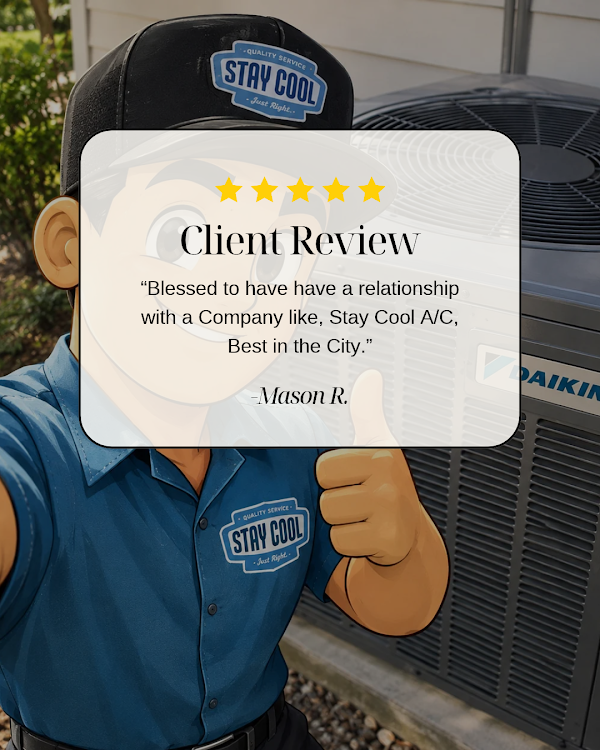 QUALITY SERVICE
STAY COOL
- Just Right. -
Client Review
“Blessed to have have a relationship
with a Company like, Stay Cool A/C,
Best in the City.”
-Mason R.
DAIKIN
- QUALITY SERVICE -
STAY COOL
- Just Right. -